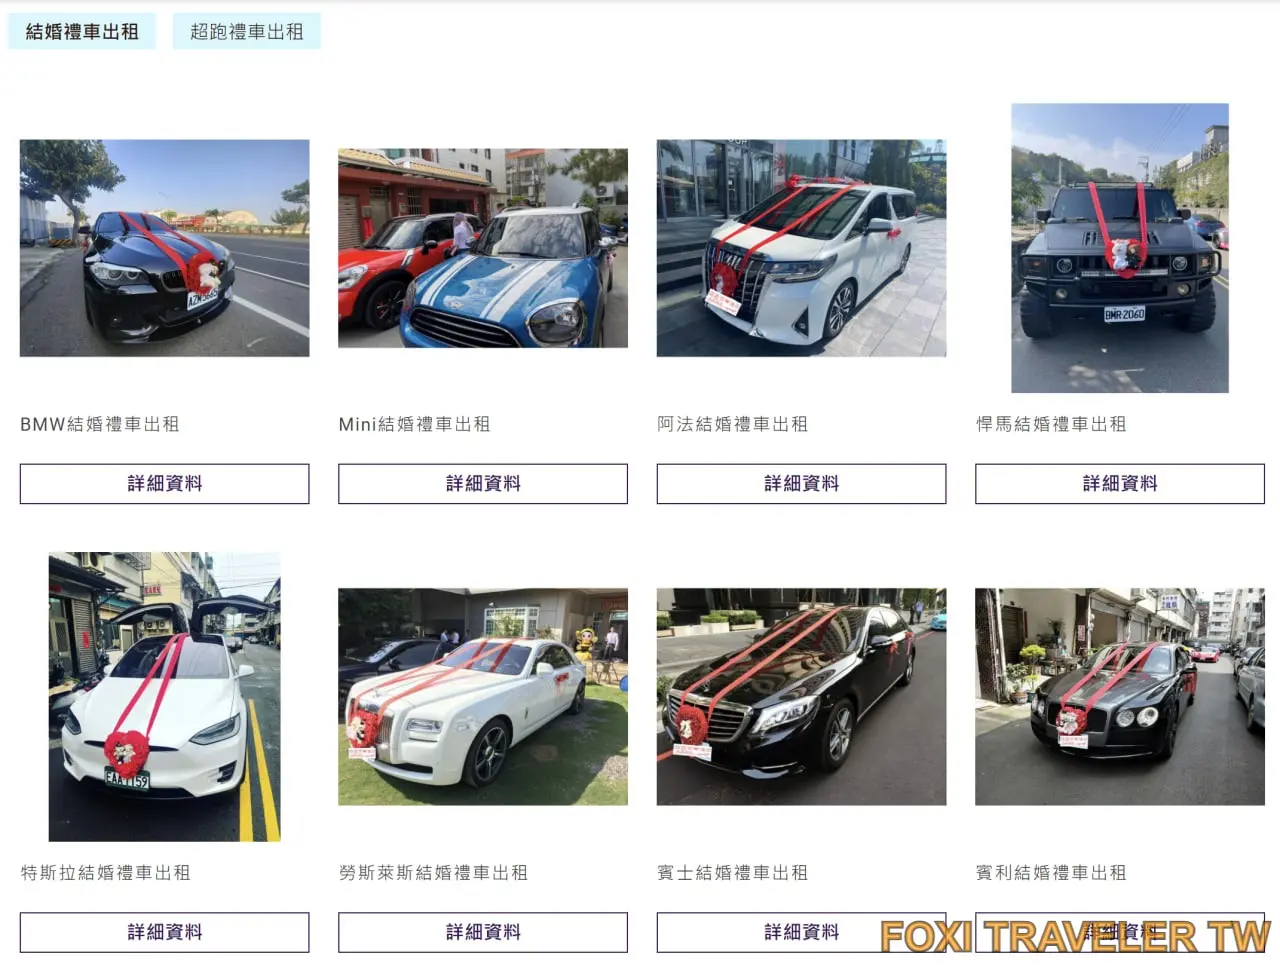 結婚禮車出租
超跑禮車出租
BMR-2060
BMW結婚禮車出租
Mini結婚禮車出租
阿法結婚禮車出租
悍馬結婚禮車出租
詳細資料
詳細資料
詳細資料
詳細資料
特斯拉結婚禮車出租
勞斯萊斯結婚禮車出租
賓士結婚禮車出租
賓利結婚禮車出租
詳細資料
詳細資料
詳細資料
詳細資料
FOXI TRAVELER TW